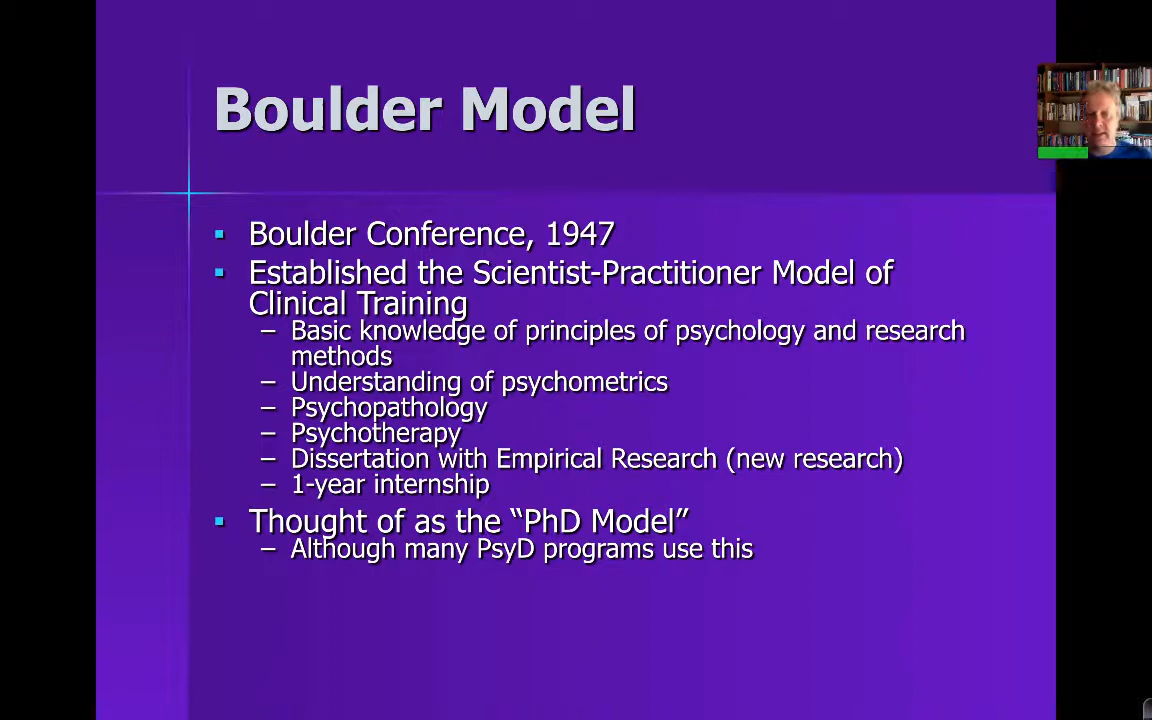 Boulder Model
▪ Boulder Conference, 1947
▪ Established the Scientist-Practitioner Model of
Clinical Training
– Basic knowledge of principles of psychology and research
methods
– Understanding of psychometrics
– Psychopathology
– Psychotherapy
– Dissertation with Empirical Research (new research)
– 1-year internship
▪ Thought of as the “PhD Model”
– Although many PsyD programs use this